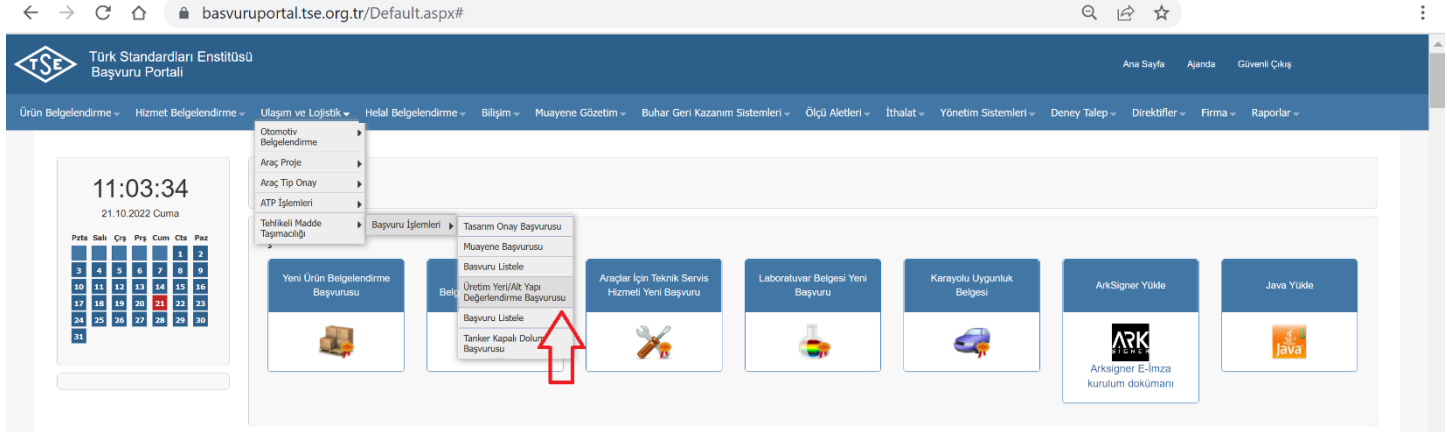 basvuruportal.tse.org.tr/Default.aspx#
TSE
Türk Standardları Enstitüsü
Başvuru Portali
Ana Sayfa Ajanda Güvenli Çıkış
Ürün Belgelendirme Hizmet Belgelendirme Ulaşım ve Lojistik Helal Belgelendirme Bilişim Muayene Gözetim Buhar Geri Kazanım Sistemleri Ölçü Aletleri İthalat Yönetim Sistemleri Deney Talep Direktifler Firma Raporlar
Otomotiv
Belgelendirme
Araç Proje
Araç Tip Onay
ATP İşlemleri
Tehlikeli Madde
Taşımacılığı
Başvuru İşlemleri
Tasarım Onay Başvurusu
Muayene Başvurusu
Basvuru Listele
Üretim Yeri/Alt Yapı
Değerlendirme Başvurusu
Başvuru Listele
Tanker Kapalı Dolum
Başvurusu
11:03:34
21.10.2022 Cuma
Pzts Salı Çrş Prş Cum Cts Paz
1 2
3 4 5 6 7 8 9
10 11 12 13 14 15 16
17 18 19 20 21 22 23
24 25 26 27 28 29 30
31
Yeni Ürün Belgelendirme
Başvurusu
Belg
Araçlar İçin Teknik Servis
Hizmeti Yeni Başvuru
Laboratuvar Belgesi Yeni
Başvuru
Karayolu Uygunluk
Belgesi
ArkSigner Yükle
ARK
SIGNER
Arksigner E-İmza
kurulum dokümanı
Java Yükle
Java